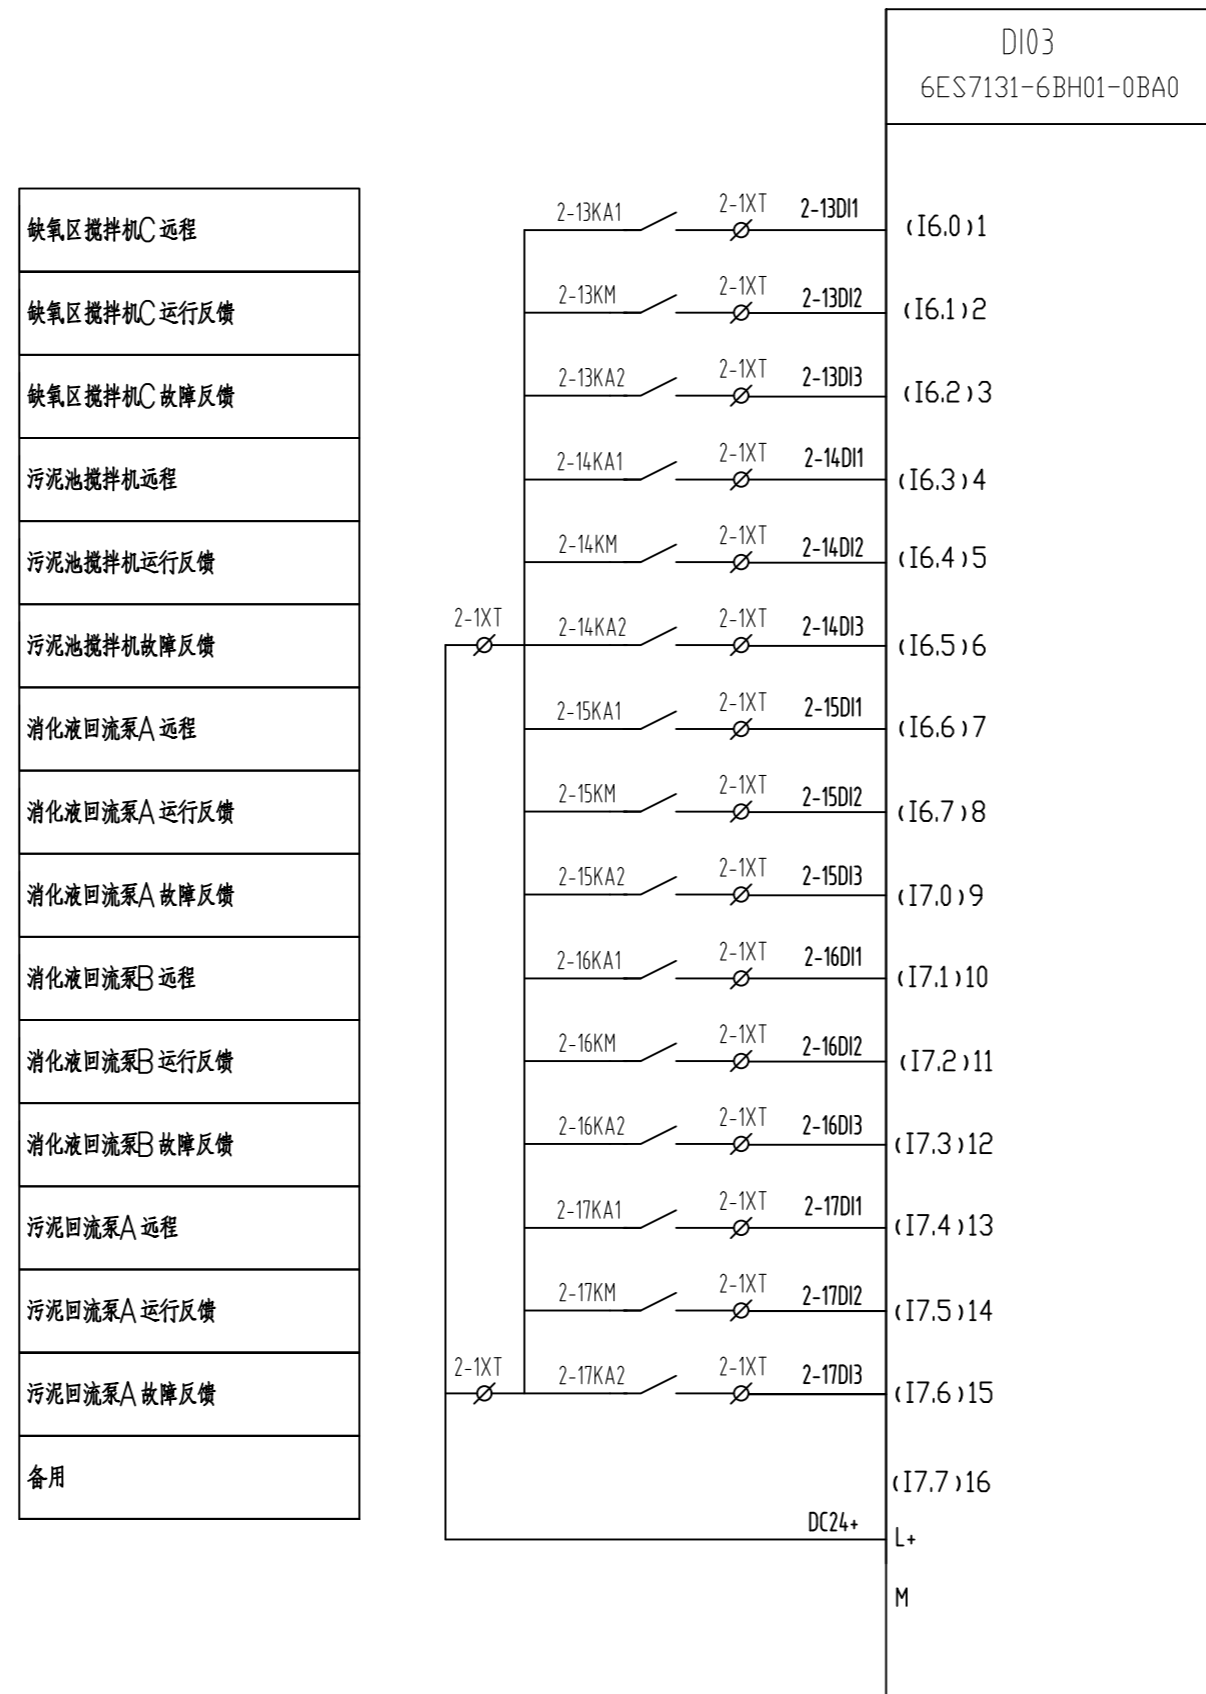 DI03
6ES7131-6BH01-0BA0
缺氧区搅拌机C远程 2-13KA1 2-1XT 2-13DI1 (I6.0)1
缺氧区搅拌机C运行反馈 2-13KM 2-1XT 2-13DI2 (I6.1)2
缺氧区搅拌机C故障反馈 2-13KA2 2-1XT 2-13DI3 (I6.2)3
污泥池搅拌机远程 2-14KA1 2-1XT 2-14DI1 (I6.3)4
污泥池搅拌机运行反馈 2-14KM 2-1XT 2-14DI2 (I6.4)5
污泥池搅拌机故障反馈 2-1XT 2-14KA2 2-1XT 2-14DI3 (I6.5)6
消化液回流泵A远程 2-15KA1 2-1XT 2-15DI1 (I6.6)7
消化液回流泵A运行反馈 2-15KM 2-1XT 2-15DI2 (I6.7)8
消化液回流泵A故障反馈 2-15KA2 2-1XT 2-15DI3 (I7.0)9
消化液回流泵B远程 2-16KA1 2-1XT 2-16DI1 (I7.1)10
消化液回流泵B运行反馈 2-16KM 2-1XT 2-16DI2 (I7.2)11
消化液回流泵B故障反馈 2-16KA2 2-1XT 2-16DI3 (I7.3)12
污泥回流泵A远程 2-17KA1 2-1XT 2-17DI1 (I7.4)13
污泥回流泵A运行反馈 2-17KM 2-1XT 2-17DI2 (I7.5)14
污泥回流泵A故障反馈 2-1XT 2-17KA2 2-1XT 2-17DI3 (I7.6)15
备用 (I7.7)16
DC24+ L+
M